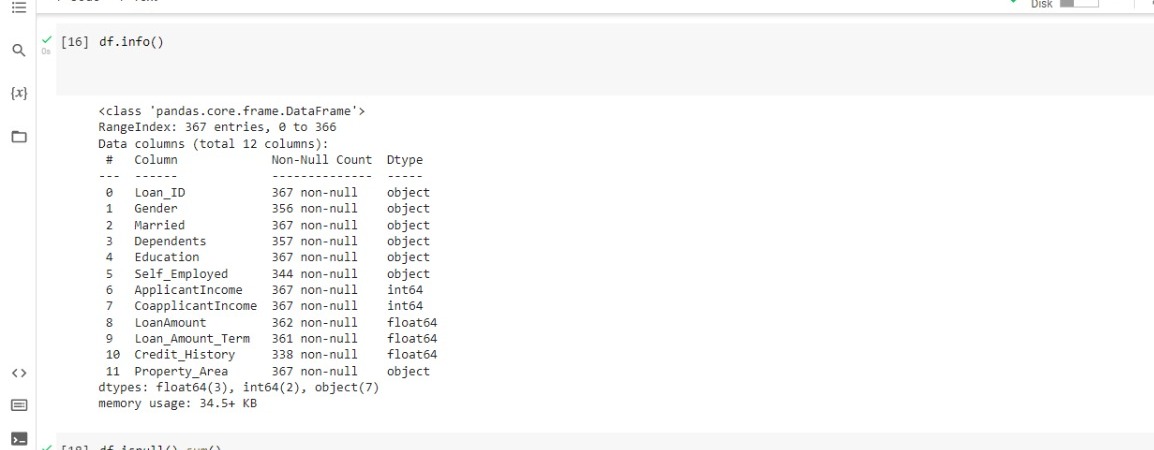 Disk
[16] df.info()
0s
{x}
<class 'pandas.core.frame.DataFrame'>
RangeIndex: 367 entries, 0 to 366
Data columns (total 12 columns):
# Column Non-Null Count Dtype
--- ------ -------------- -----
0 Loan_ID 367 non-null object
1 Gender 356 non-null object
2 Married 367 non-null object
3 Dependents 357 non-null object
4 Education 367 non-null object
5 Self_Employed 344 non-null object
6 ApplicantIncome 367 non-null int64
7 CoapplicantIncome 367 non-null int64
8 LoanAmount 362 non-null float64
9 Loan_Amount_Term 361 non-null float64
10 Credit_History 338 non-null float64
11 Property_Area 367 non-null object
dtypes: float64(3), int64(2), object(7)
memory usage: 34.5+ KB
df.isnull().sum()